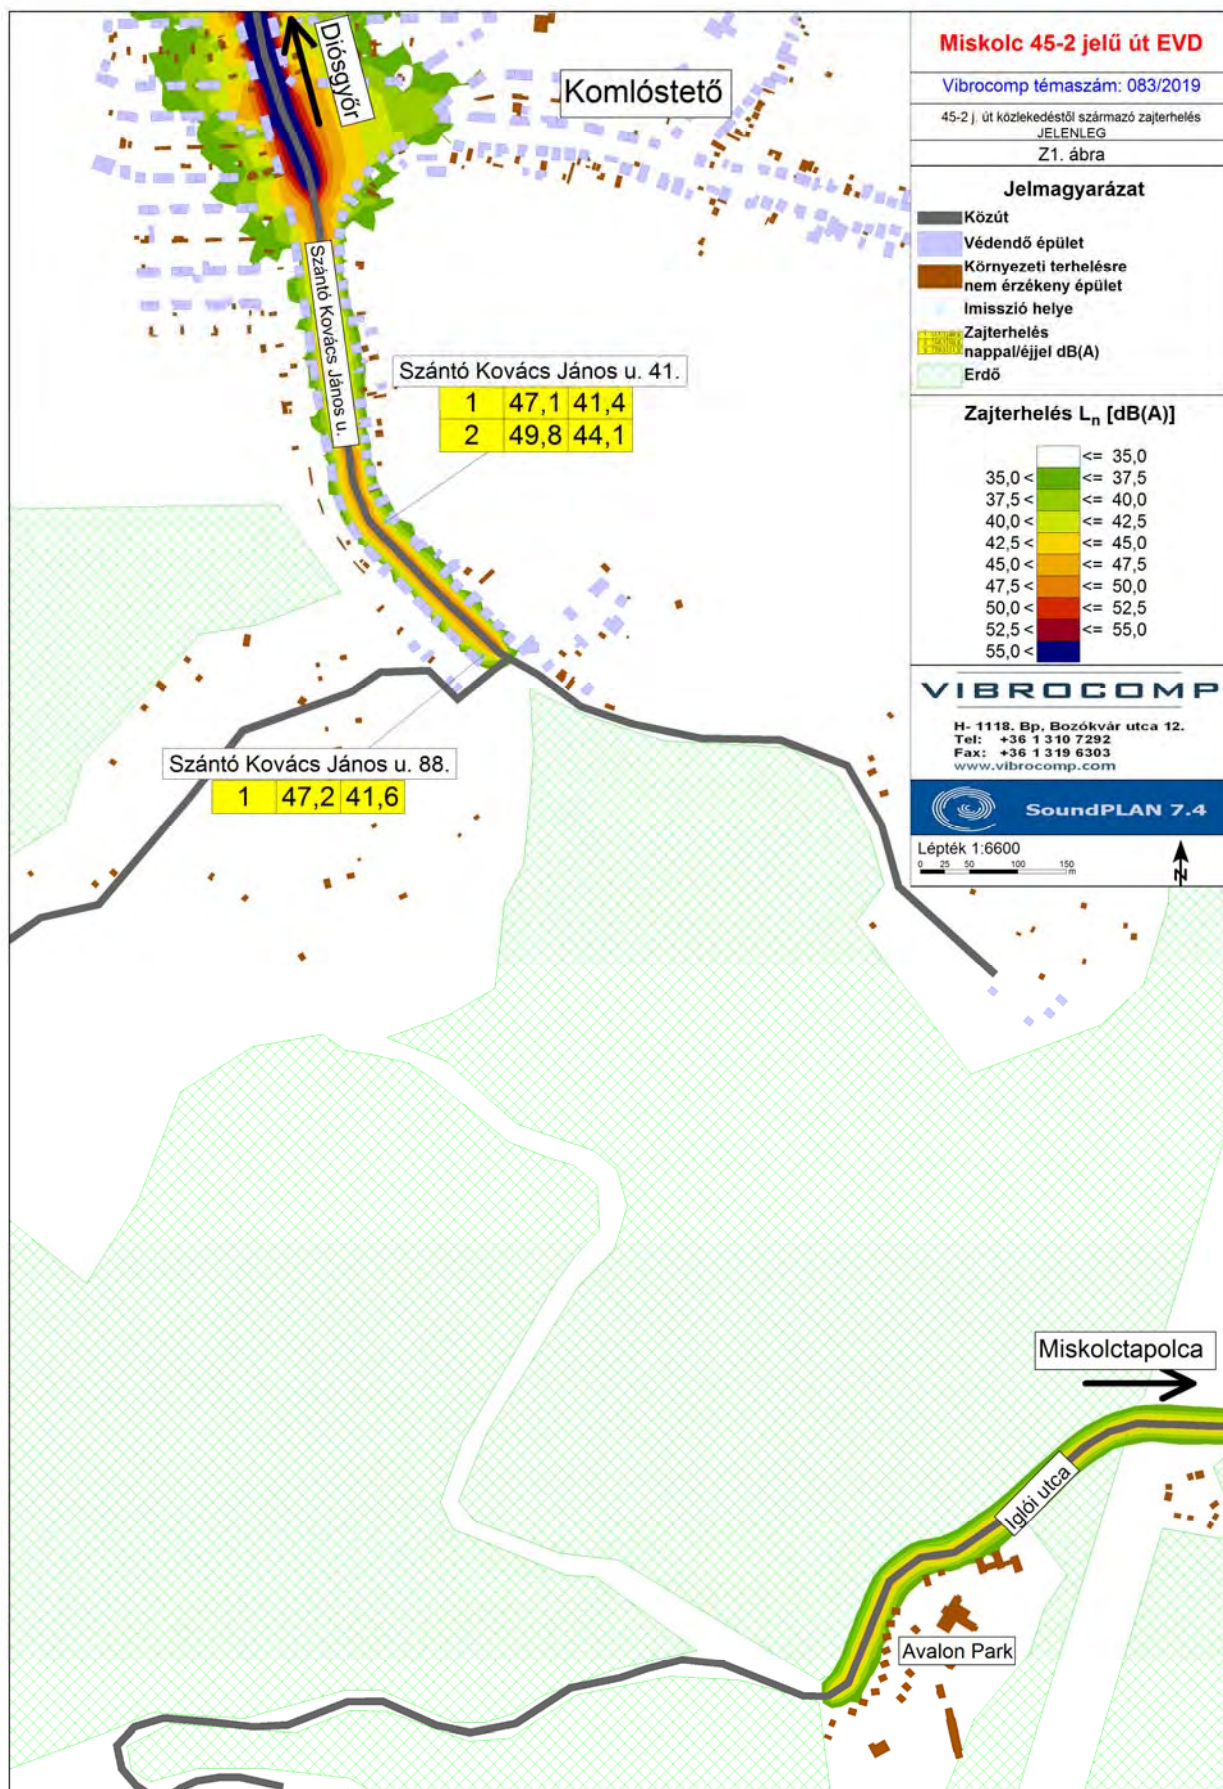 Diósgyőr
Komlóstető
Szántó Kovács János u.
Szántó Kovács János u. 41.
1 47,1 41,4
2 49,8 44,1
Szántó Kovács János u. 88.
1 47,2 41,6
Miskolctapolca
Iglói utca
Avalon Park
Miskolc 45-2 jelű út EVD
Vibrocomp témaszám: 083/2019
45-2 j. út közlekedéstől származó zajterhelés
JELENLEG
Z1. ábra
Jelmagyarázat
Közút
Védendő épület
Környezeti terhelésre
nem érzékeny épület
Imisszió helye
Zajterhelés
nappal/éjjel dB(A)
Erdő
Zajterhelés Ln [dB(A)]
<= 35,0
35,0 < <= 37,5
37,5 < <= 40,0
40,0 < <= 42,5
42,5 < <= 45,0
45,0 < <= 47,5
47,5 < <= 50,0
50,0 < <= 52,5
52,5 < <= 55,0
55,0 <
VIBROCOMP
H- 1118. Bp, Bozókvár utca 12.
Tel: +36 1 310 7292
Fax: +36 1 319 6303
www.vibrocomp.com
SoundPLAN 7.4
Lépték 1:6600
0 25 50 100 150
m
N